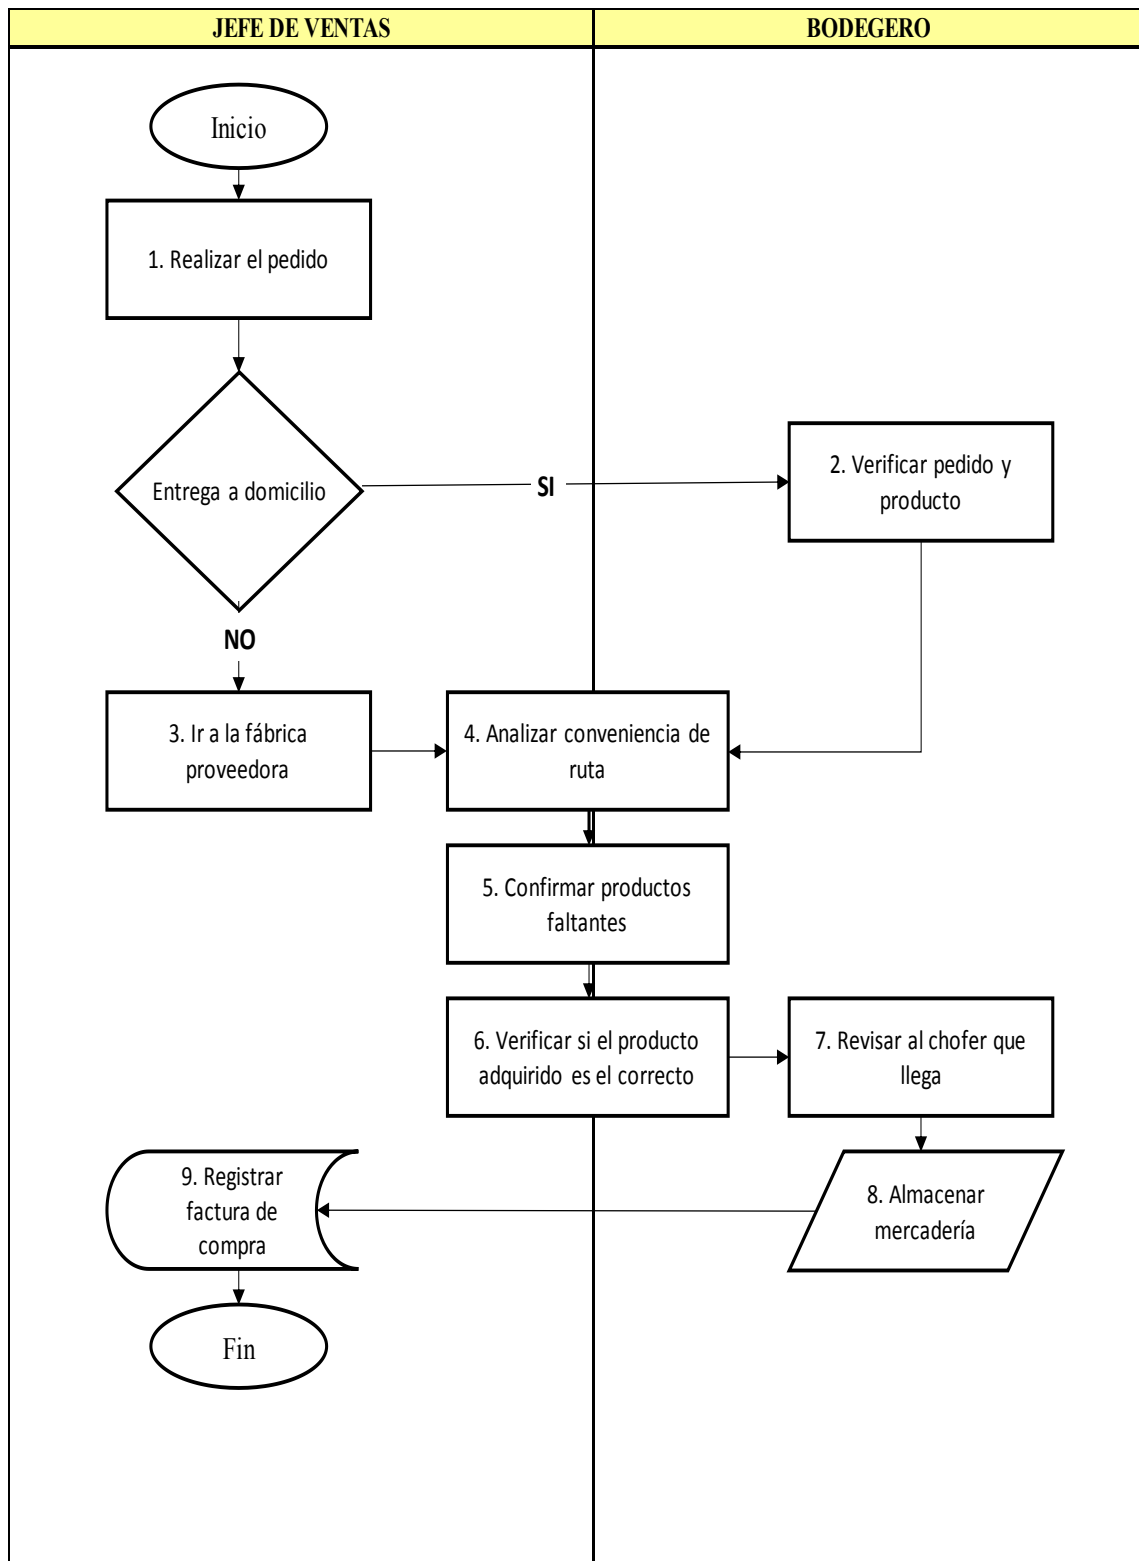 JEFE DE VENTAS
BODEGERO
Inicio
1. Realizar el pedido
Entrega a domicilio
SI
2. Verificar pedido y
producto
NO
3. Ir a la fábrica
proveedora
4. Analizar conveniencia de
ruta
5. Confirmar productos
faltantes
6. Verificar si el producto
adquirido es el correcto
7. Revisar al chofer que
llega
8. Almacenar
mercadería
9. Registrar
factura de
compra
Fin